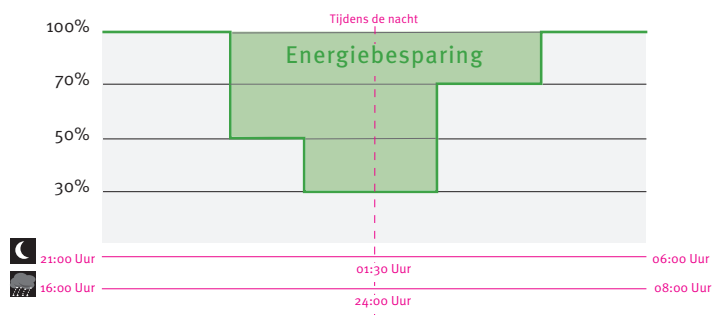 Tijdens de nacht
100%
Energiebesparing
70%
50%
30%
21:00 Uur
06:00 Uur
01:30 Uur
16:00 Uur
08:00 Uur
24:00 Uur